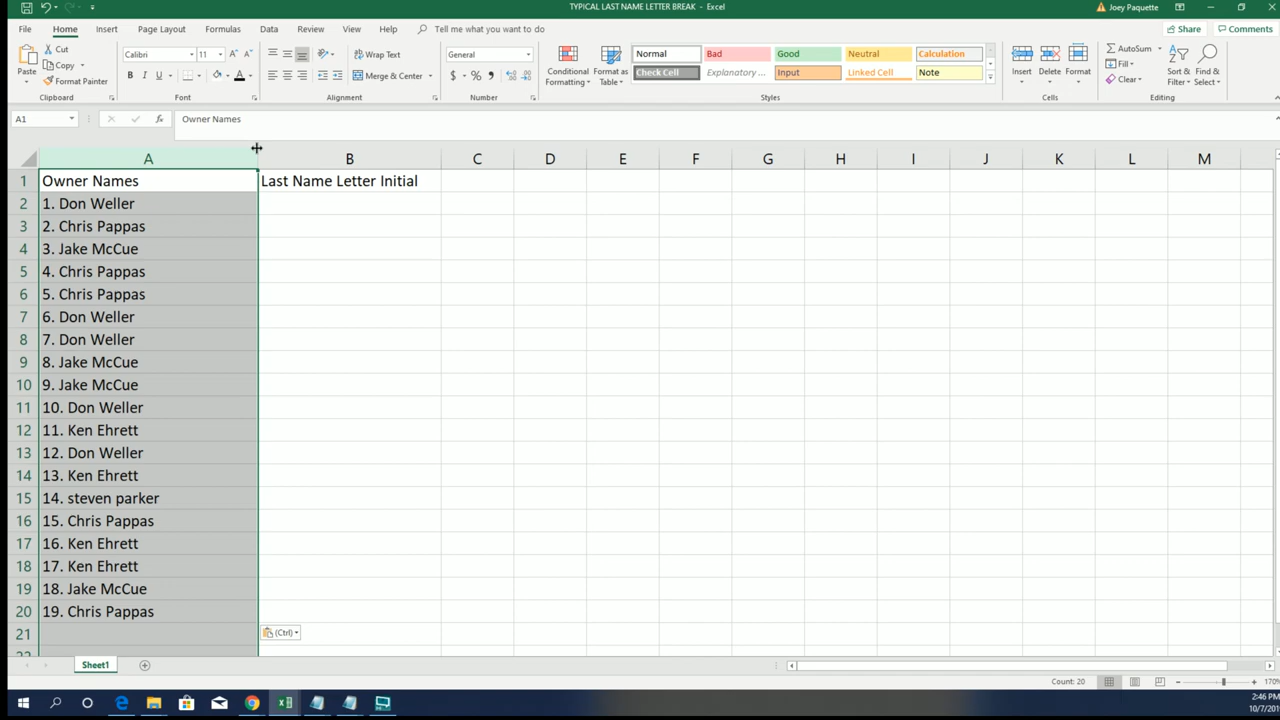 TYPICAL LAST NAME LETTER BREAK - Excel
Joey Paquette
File Home Insert Page Layout Formulas Data Review View Help Tell me what you want to do
Share Comments
Paste
Cut
Copy
Format Painter
Calibri 11
B I U
Wrap Text
Merge & Center
General
$ % ,
Conditional Formatting
Format as Table
Normal Bad Good Neutral Calculation
Check Cell Explanatory ... Input Linked Cell Note
Insert Delete Format
AutoSum
Fill
Clear
Sort & Filter
Find & Select
Clipboard Font Alignment Number Styles Cells Editing
A1 fx Owner Names
A B C D E F G H I J K L M
1 Owner Names Last Name Letter Initial
2 1. Don Weller
3 2. Chris Pappas
4 3. Jake McCue
5 4. Chris Pappas
6 5. Chris Pappas
7 6. Don Weller
8 7. Don Weller
9 8. Jake McCue
10 9. Jake McCue
11 10. Don Weller
12 11. Ken Ehrett
13 12. Don Weller
14 13. Ken Ehrett
15 14. steven parker
16 15. Chris Pappas
17 16. Ken Ehrett
18 17. Ken Ehrett
19 18. Jake McCue
20 19. Chris Pappas
21 (Ctrl)
22
Sheet1
Count: 20 170%
2:46 PM
10/7/20